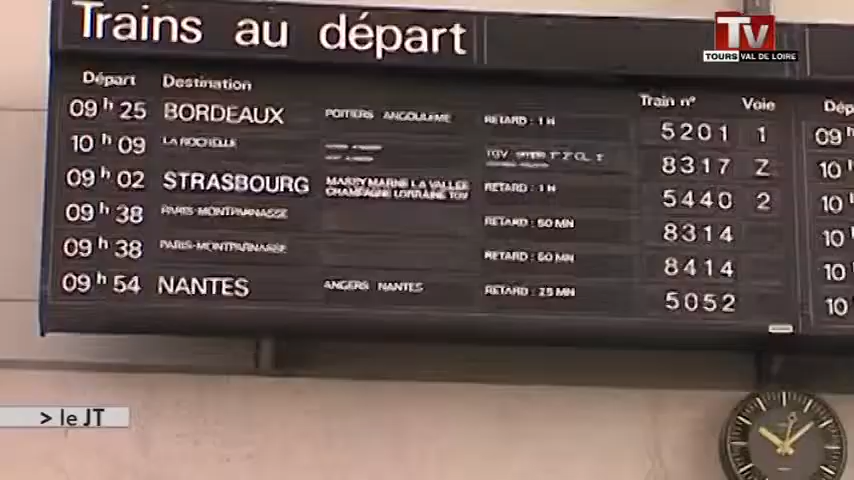 Trains au départ
TV
TOURS VAL DE LOIRE
Départ Destination Train n° Voie Dép
09 h 25 BORDEAUX POITIERS ANGOULEME RETARD : 1 H 5201 1 09 h
10 h 09 LA ROCHELLE TGV 8317 Z 10 h
09 h 02 STRASBOURG MARNE LA VALLEE RETARD : 1 H 5440 2 10
CHAMPAGNE LORRAINE TGV
09 h 38 PARIS-MONTPARNASSE RETARD : 50 MN 8314 10
09 h 38 PARIS-MONTPARNASSE RETARD : 50 MN 8414 10
09 h 54 NANTES ANGERS NANTES RETARD : 25 MN 5052 10
> le JT